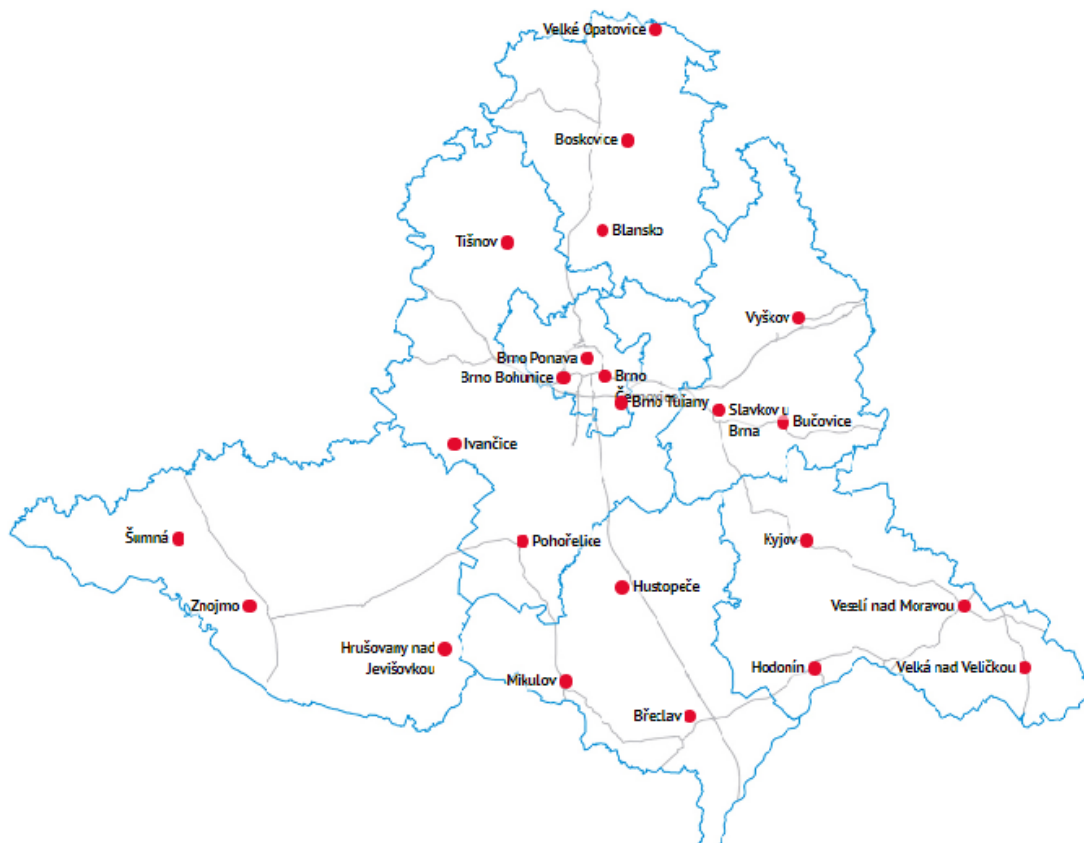 Velké Opatovice
Boskovice
Blansko
Tišnov
Vyškov
Brno Ponava
Brno Bohunice
Brno
Brno Tuřany
Slavkov u
Brna
Bučovice
Ivančice
Šumná
Pohořelice
Kyjov
Hustopeče
Znojmo
Veselí nad Moravou
Hrušovany nad
Jevišovkou
Mikulov
Hodonín
Velká nad Veličkou
Břeclav